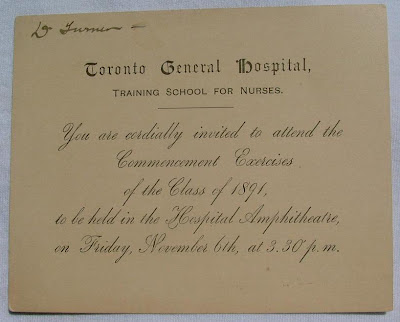 Dr Turner
Toronto General Hospital,
TRAINING SCHOOL FOR NURSES.
You are cordially invited to attend the
Commencement Exercises
of the Class of 1891,
to be held in the Hospital Amphitheatre,
on Friday, November 6th, at 3.30 p.m.